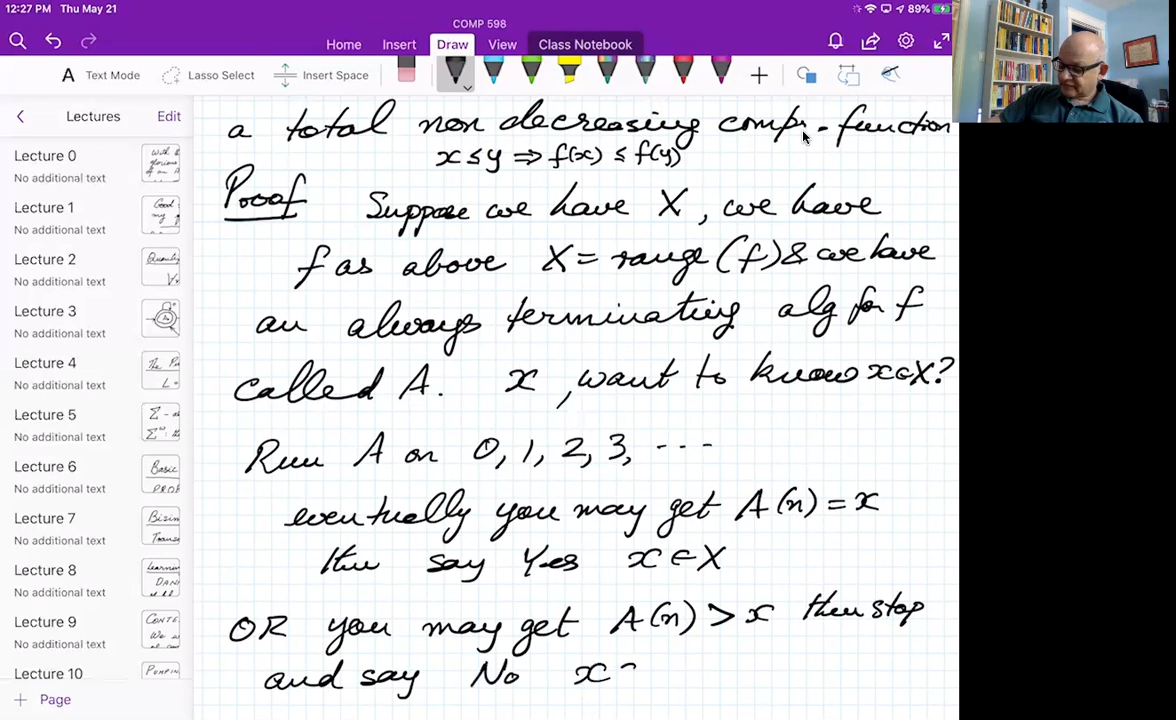 12:27 PM Thu May 21
89%
COMP 598
Home Insert Draw View Class Notebook
A Text Mode Lasso Select Insert Space
Lectures Edit
Lecture 0
No additional text
Lecture 1
No additional text
Lecture 2
No additional text
Lecture 3
No additional text
Lecture 4
No additional text
Lecture 5
No additional text
Lecture 6
No additional text
Lecture 7
No additional text
Lecture 8
No additional text
Lecture 9
No additional text
Lecture 10
No additional text
+ Page
a total non decreasing comp. function
x ≤ y ⇒ f(x) ≤ f(y)
Proof Suppose we have X, we have
f as above X = range(f) & we have
an always terminating alg for f
called A. x, want to know x ∈ X?
Run A on 0, 1, 2, 3, ---
eventually you may get A(n) = x
then say Yes x ∈ X
OR you may get A(n) > x then stop
and say No x